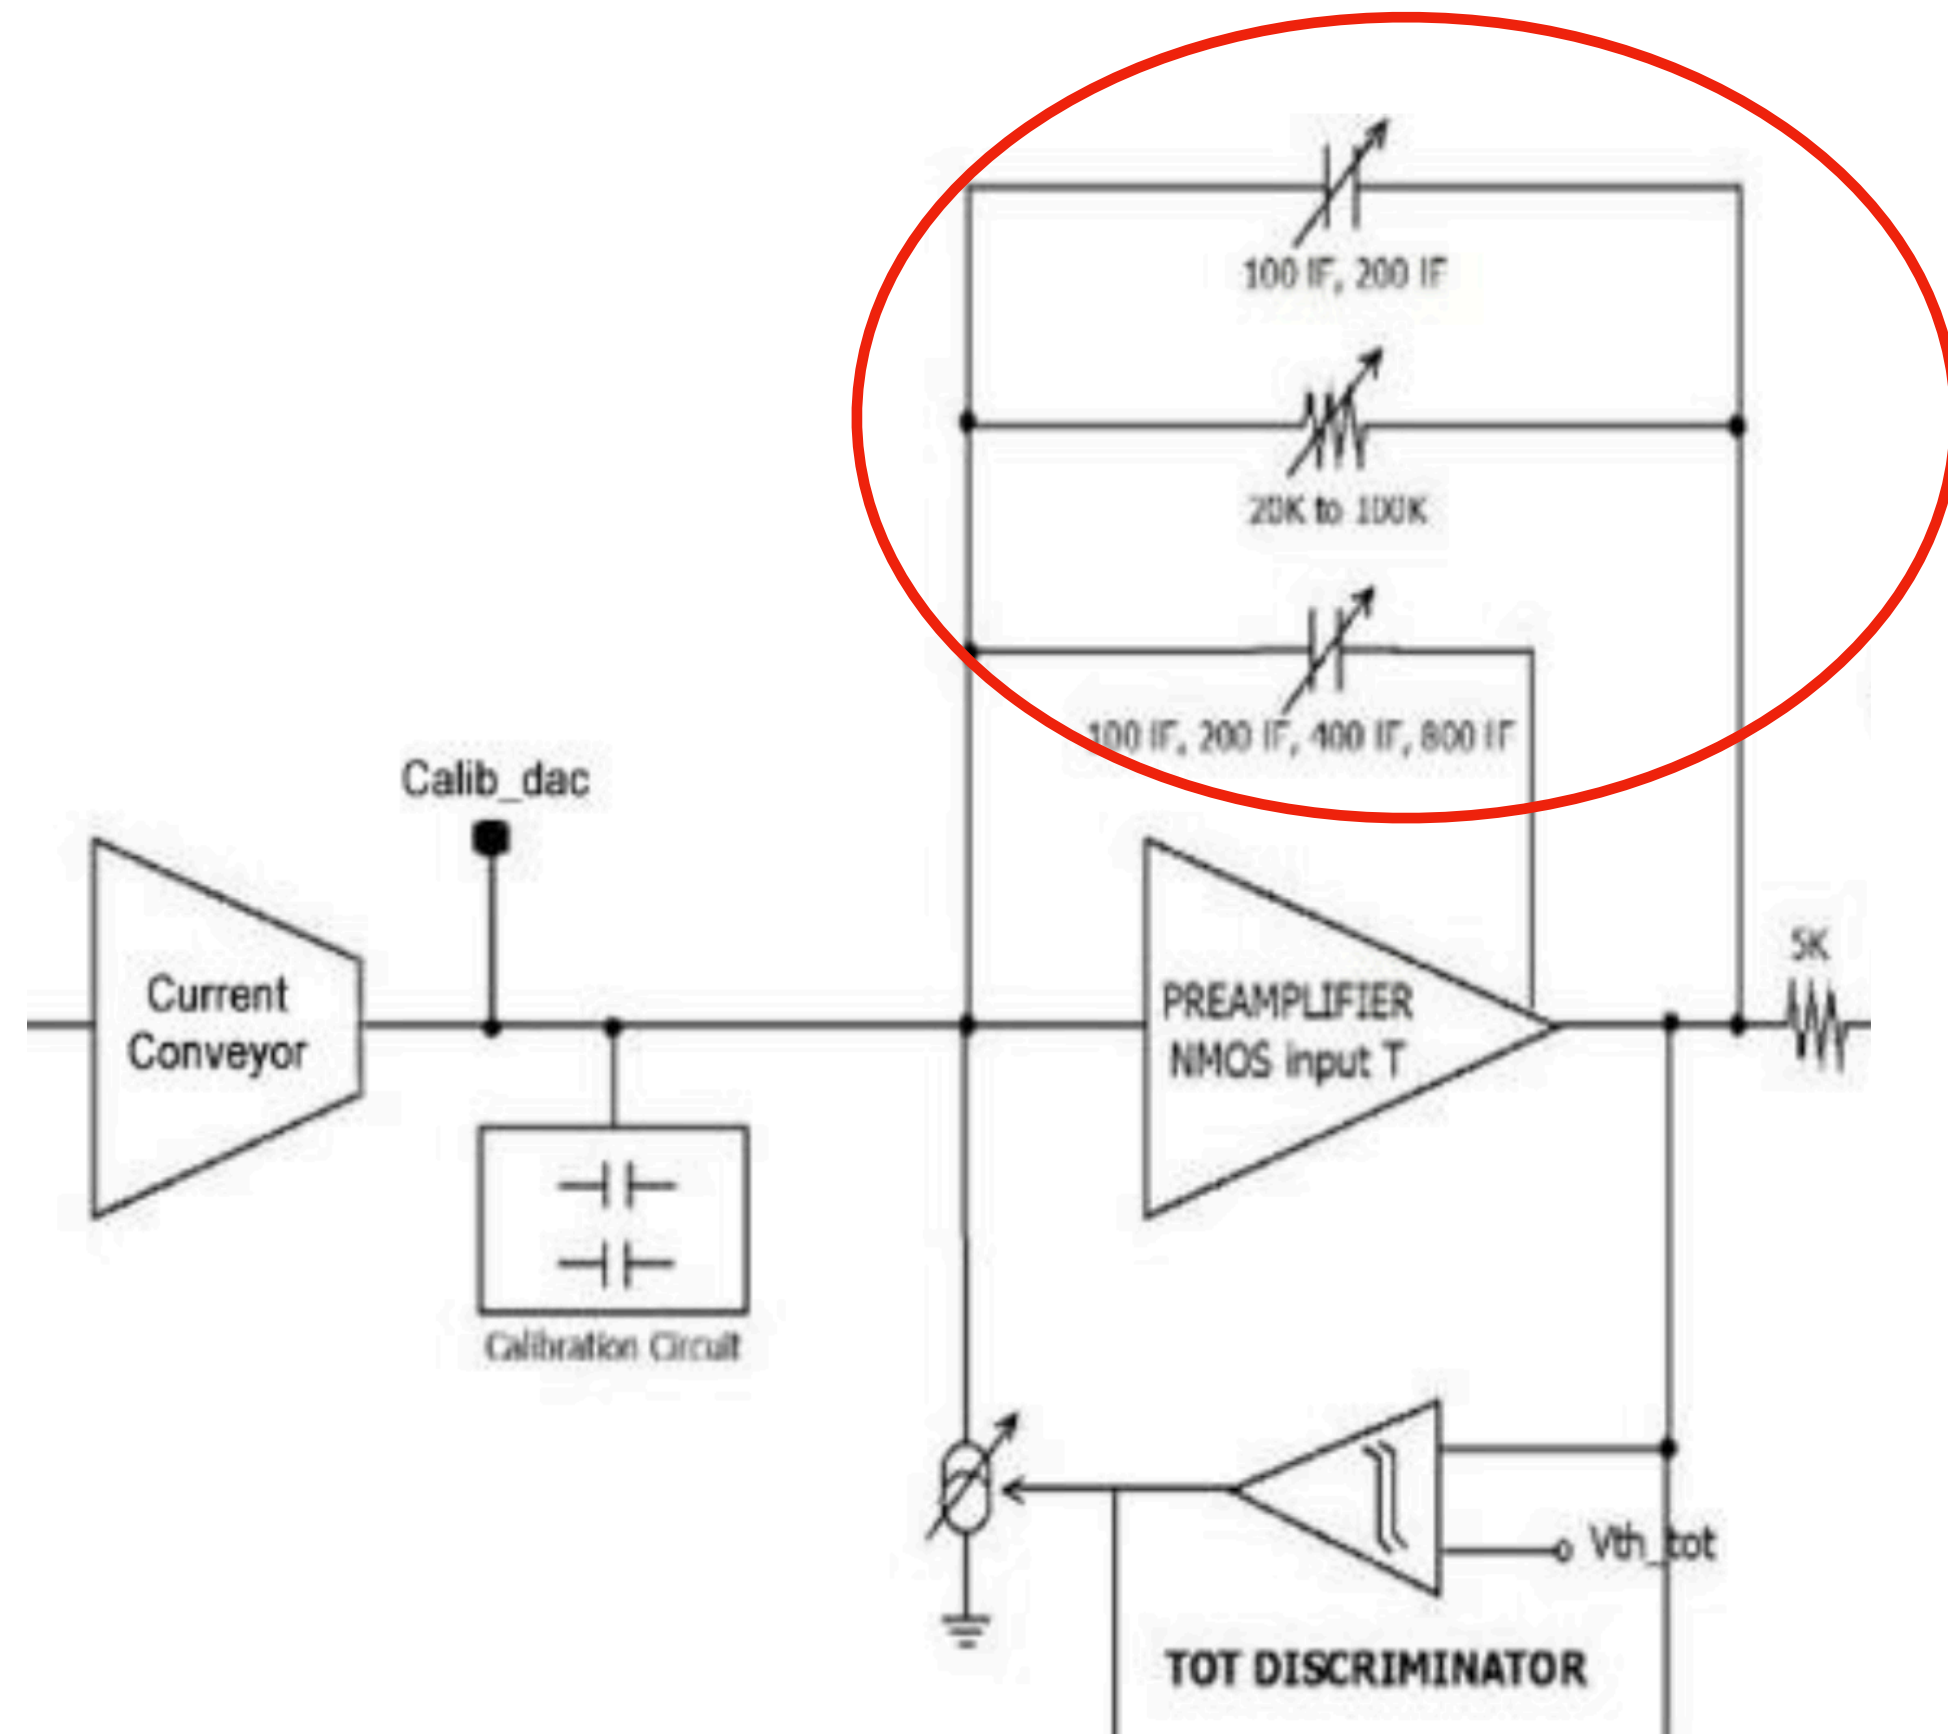 100 fF, 200 fF
20K to 100K
100 fF, 200 fF, 400 fF, 800 fF
Calib_dac
5K
Current
Conveyor
PREAMPLIFIER
NMOS input T
Calibration Circuit
Vth_tot
TOT DISCRIMINATOR